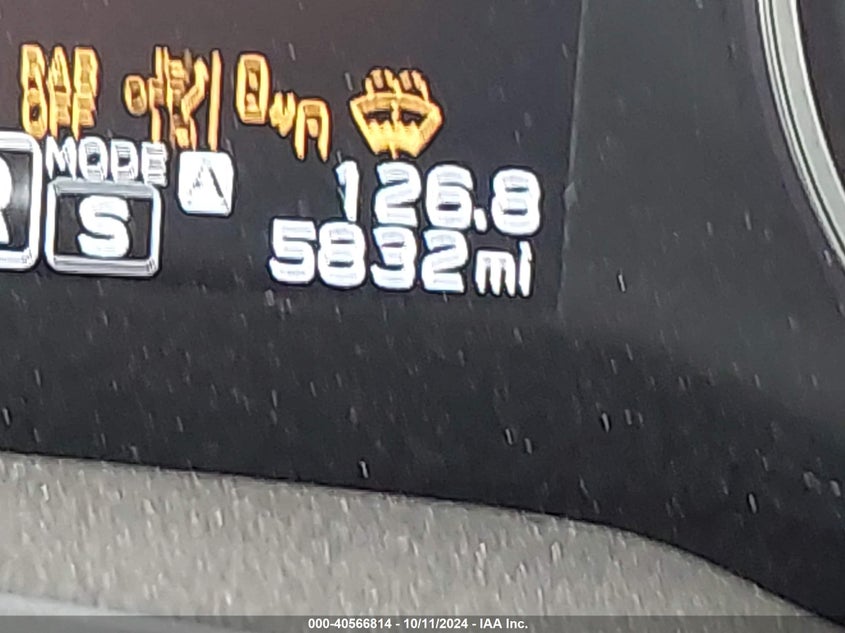 MODE
S A 126.8
5832 mi
000-40566814 - 10/11/2024 - IAA Inc.